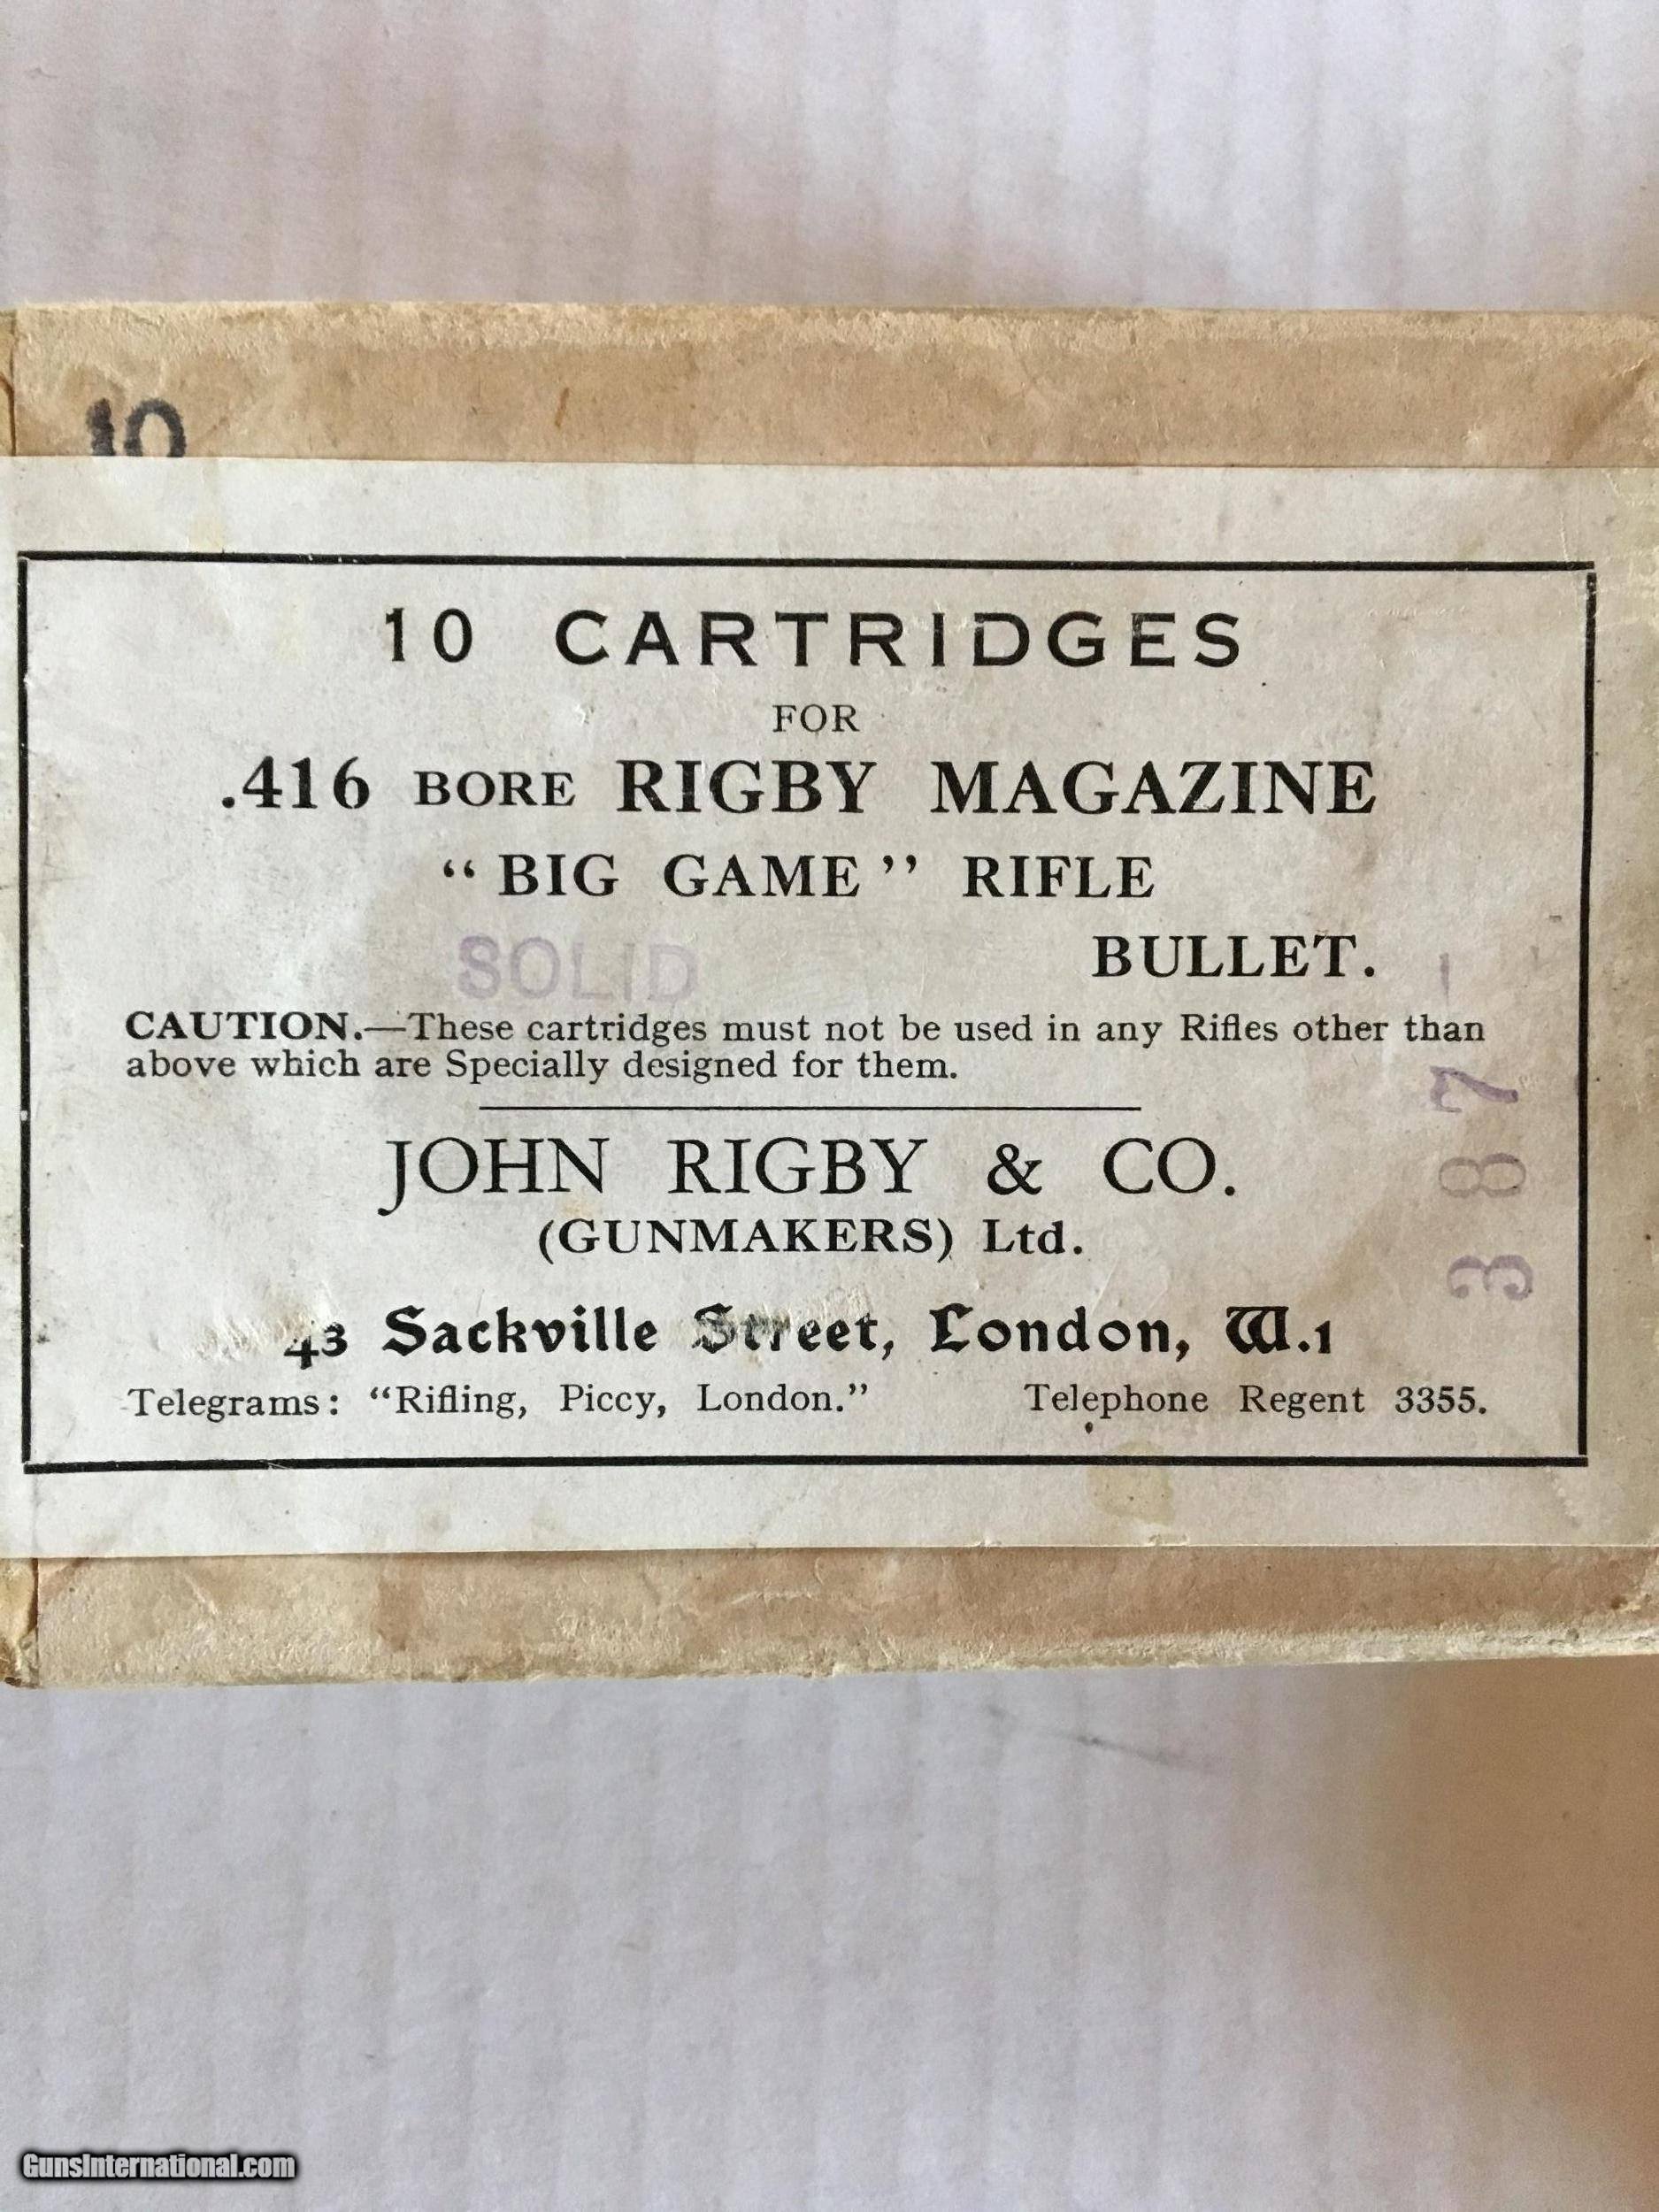 10
10 CARTRIDGES
FOR
.416 BORE RIGBY MAGAZINE
“BIG GAME” RIFLE
SOLID BULLET.
CAUTION.—These cartridges must not be used in any Rifles other than
above which are Specially designed for them.
JOHN RIGBY & CO.
(GUNMAKERS) Ltd.
43 Sackville Street, London, W.1
Telegrams: “Rifling, Piccy, London.” Telephone Regent 3355.
387-
GunsInternational.com